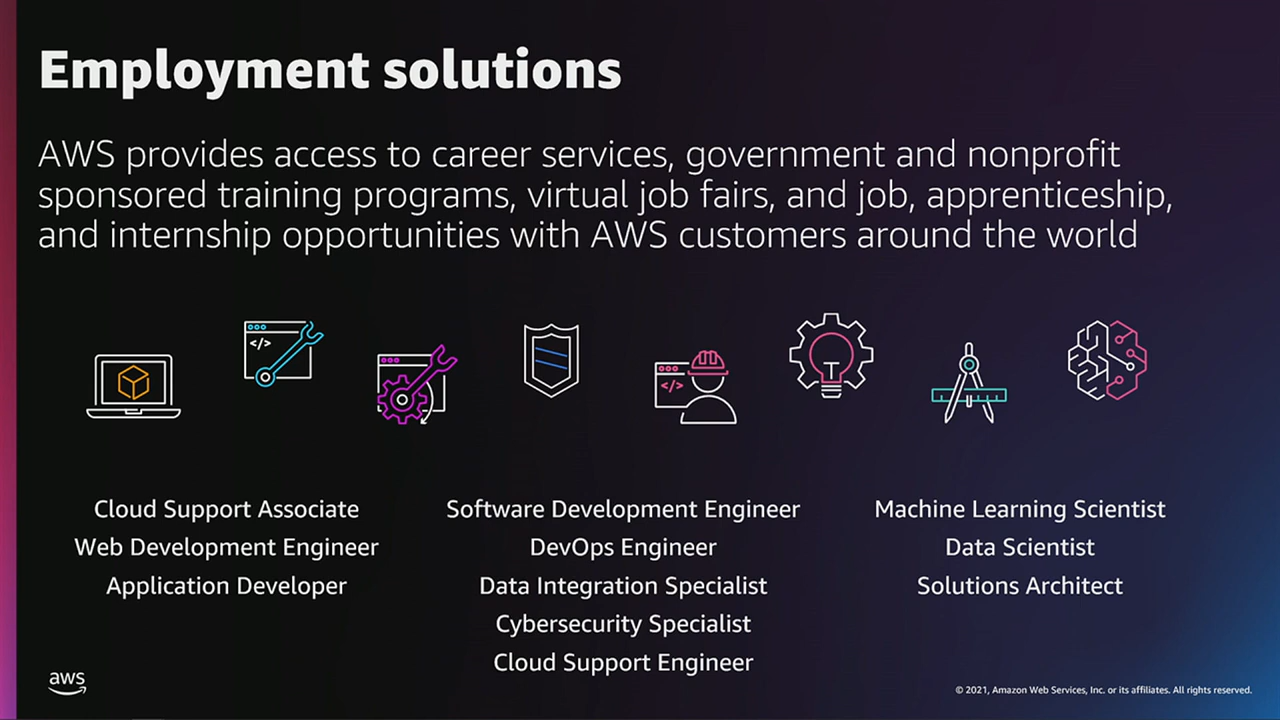 Employment solutions
AWS provides access to career services, government and nonprofit
sponsored training programs, virtual job fairs, and job, apprenticeship,
and internship opportunities with AWS customers around the world
</>
</>
Cloud Support Associate
Web Development Engineer
Application Developer
Software Development Engineer
DevOps Engineer
Data Integration Specialist
Cybersecurity Specialist
Cloud Support Engineer
Machine Learning Scientist
Data Scientist
Solutions Architect
aws
© 2021, Amazon Web Services, Inc. or its affiliates. All rights reserved.